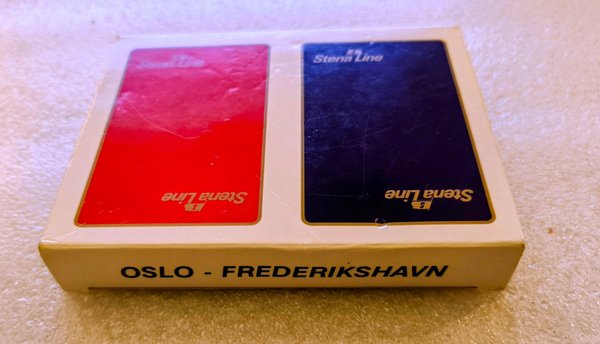 Stena Line
Stena Line
Stena Line
S
Stena Line
OSLO - FREDERIKSHAVN